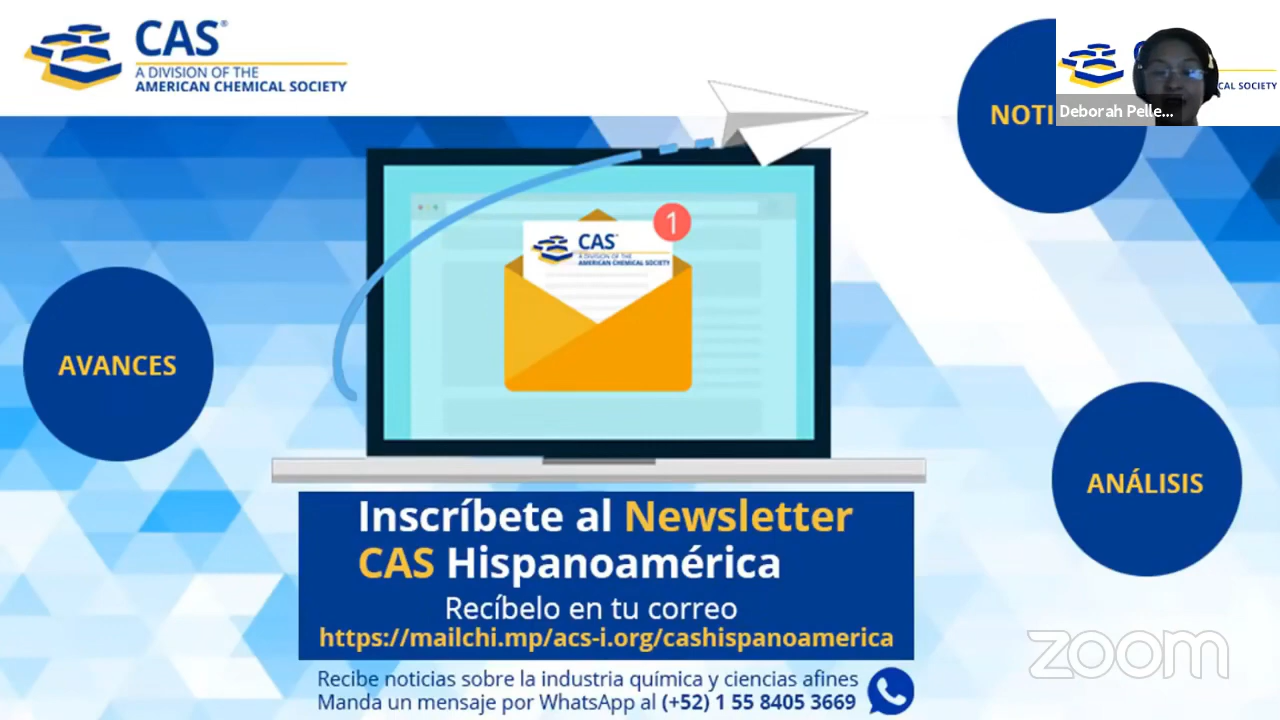 CAS®
A DIVISION OF THE
AMERICAN CHEMICAL SOCIETY
CAL SOCIETY
Deborah Pelle...
NOTI
1
CAS™
A DIVISION OF THE
AMERICAN CHEMICAL SOCIETY
AVANCES
ANÁLISIS
Inscríbete al Newsletter
CAS Hispanoamérica
Recíbelo en tu correo
https://mailchi.mp/acs-i.org/cashispanoamerica
Recibe noticias sobre la industria química y ciencias afines
Manda un mensaje por WhatsApp al (+52) 1 55 8405 3669
zoom